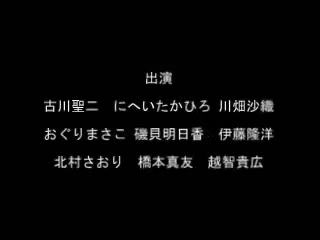 出演
古川聖二　にへいたかひろ 川畑沙織
おぐりまさこ 磯貝明日香　伊藤隆洋
北村さおり　橋本真友　越智貴広